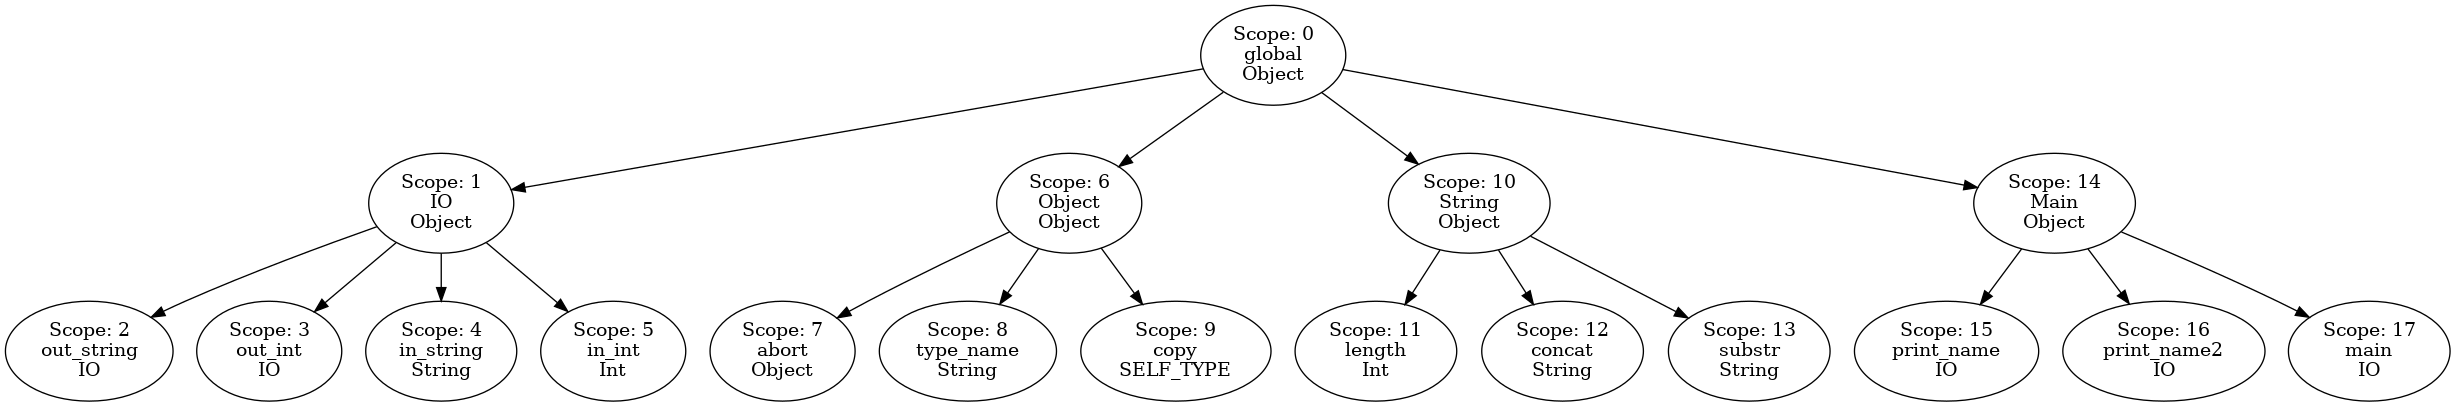 Scope: 0
global
Object
Scope: 1
IO
Object
Scope: 6
Object
Object
Scope: 10
String
Object
Scope: 14
Main
Object
Scope: 2
out_string
IO
Scope: 3
out_int
IO
Scope: 4
in_string
String
Scope: 5
in_int
Int
Scope: 7
abort
Object
Scope: 8
type_name
String
Scope: 9
copy
SELF_TYPE
Scope: 11
length
Int
Scope: 12
concat
String
Scope: 13
substr
String
Scope: 15
print_name
IO
Scope: 16
print_name2
IO
Scope: 17
main
IO